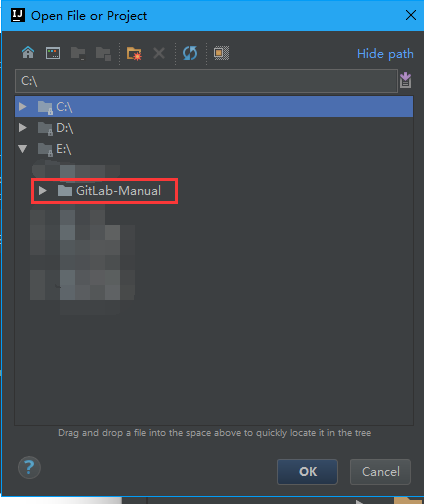 IJ Open File or Project
Hide path
C:\
C:\
D:\
E:\
GitLab-Manual
Drag and drop a file into the space above to quickly locate it in the tree
?
OK
Cancel